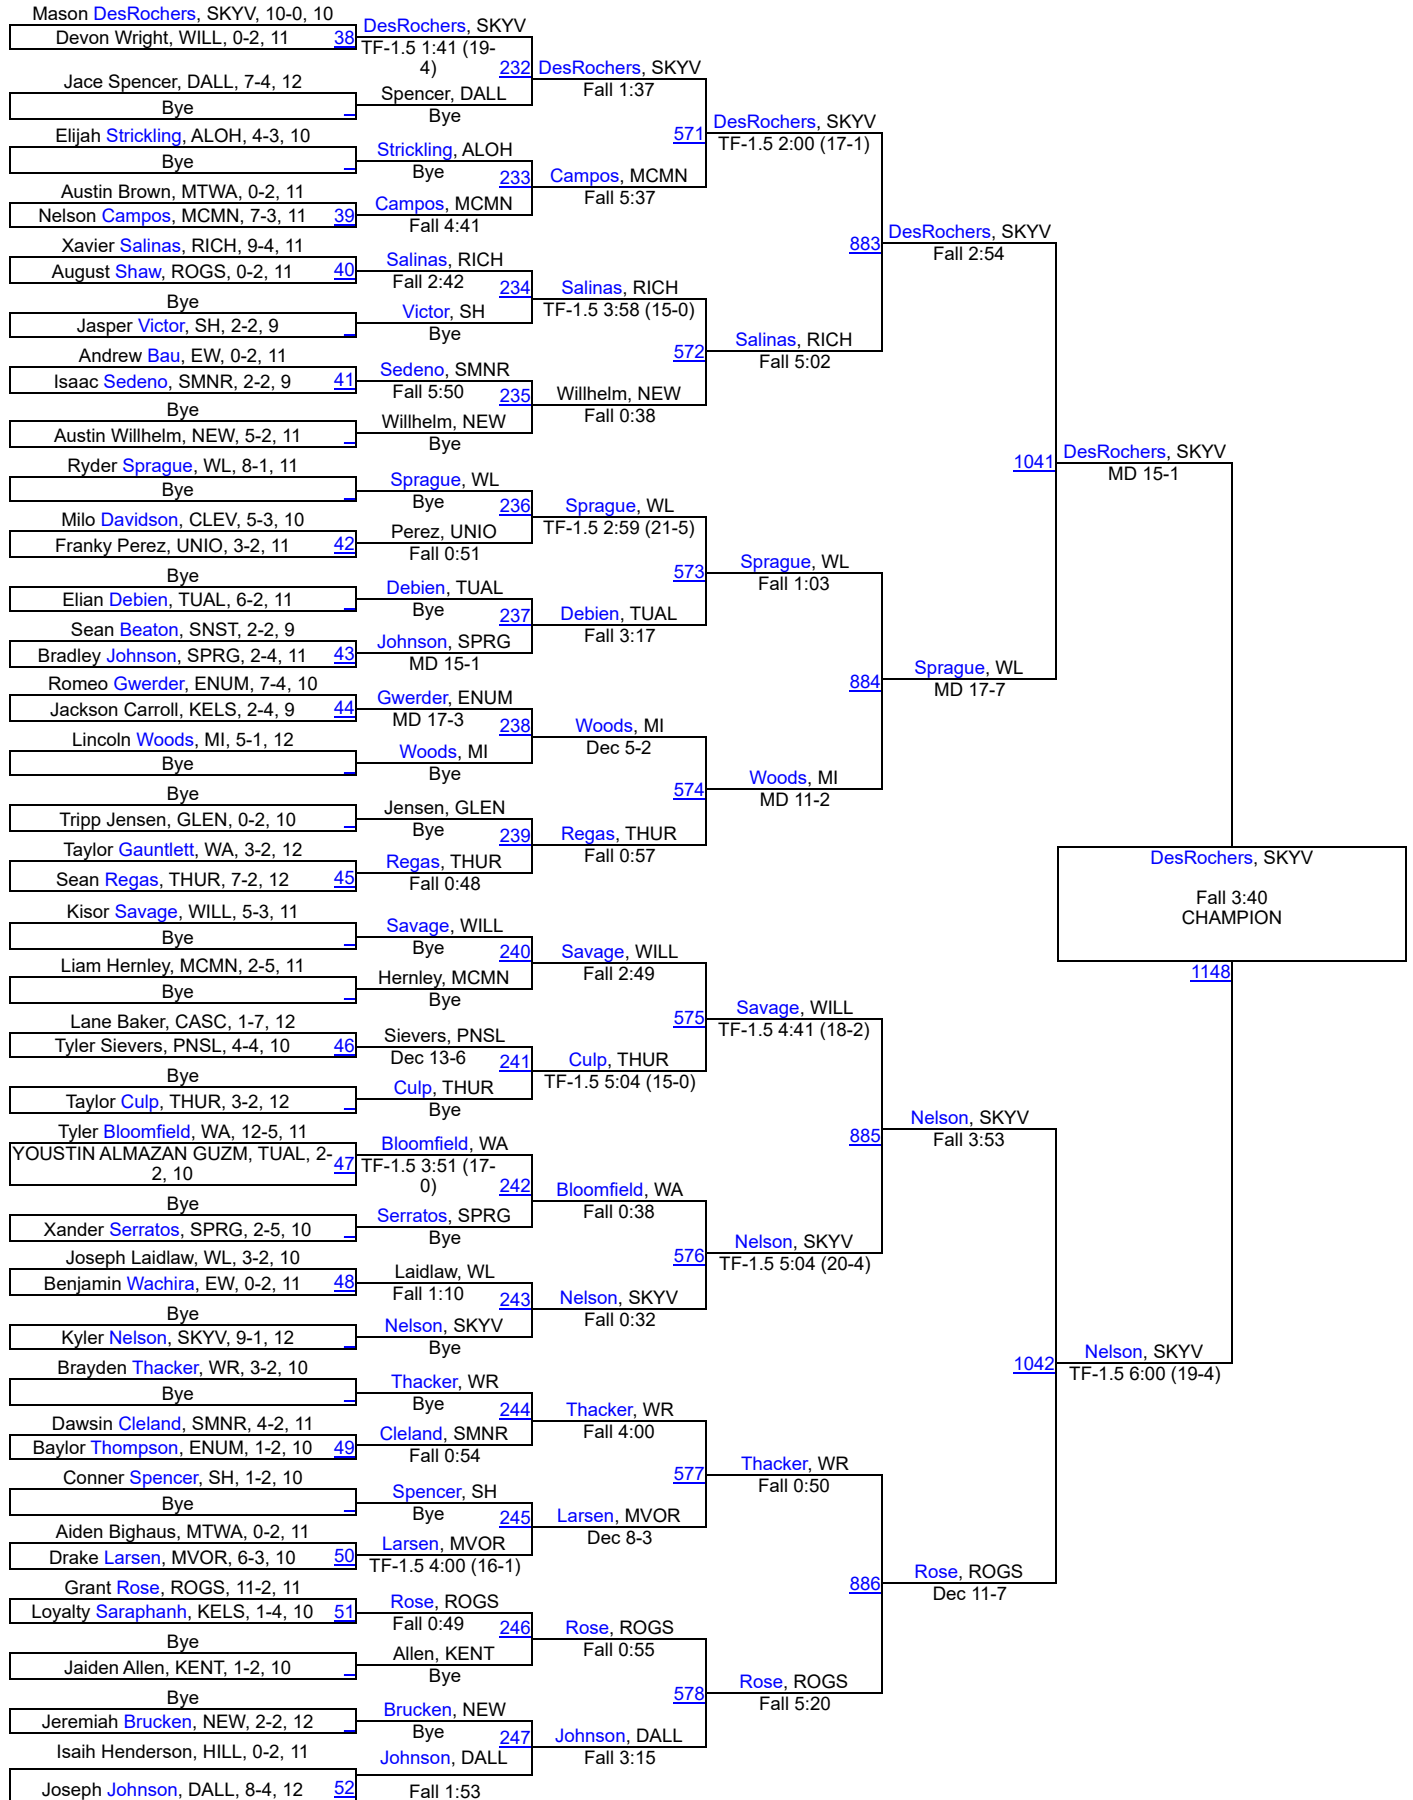 Mason DesRochers, SKYV, 10-0, 10
Devon Wright, WILL, 0-2, 11 38
Jace Spencer, DALL, 7-4, 12
Bye
Elijah Strickling, ALOH, 4-3, 10
Bye
Austin Brown, MTWA, 0-2, 11
Nelson Campos, MCMN, 7-3, 11 39
Xavier Salinas, RICH, 9-4, 11
August Shaw, ROGS, 0-2, 11 40
Bye
Jasper Victor, SH, 2-2, 9
Andrew Bau, EW, 0-2, 11
Isaac Sedeno, SMNR, 2-2, 9 41
Bye
Austin Willhelm, NEW, 5-2, 11
Ryder Sprague, WL, 8-1, 11
Bye
Milo Davidson, CLEV, 5-3, 10
Franky Perez, UNIO, 3-2, 11 42
Bye
Elian Debien, TUAL, 6-2, 11
Sean Beaton, SNST, 2-2, 9
Bradley Johnson, SPRG, 2-4, 11 43
Romeo Gwerder, ENUM, 7-4, 10
Jackson Carroll, KELS, 2-4, 9 44
Lincoln Woods, MI, 5-1, 12
Bye
Bye
Tripp Jensen, GLEN, 0-2, 10
Taylor Gauntlett, WA, 3-2, 12
Sean Regas, THUR, 7-2, 12 45
Kisor Savage, WILL, 5-3, 11
Bye
Liam Hernley, MCMN, 2-5, 11
Bye
Lane Baker, CASC, 1-7, 12
Tyler Sievers, PNSL, 4-4, 10 46
Bye
Taylor Culp, THUR, 3-2, 12
Tyler Bloomfield, WA, 12-5, 11
YOUSTIN ALMAZAN GUZM, TUAL, 2-
2, 10 47
Bye
Xander Serratos, SPRG, 2-5, 10
Joseph Laidlaw, WL, 3-2, 10
Benjamin Wachira, EW, 0-2, 11 48
Bye
Kyler Nelson, SKYV, 9-1, 12
Brayden Thacker, WR, 3-2, 10
Bye
Dawsin Cleland, SMNR, 4-2, 11
Baylor Thompson, ENUM, 1-2, 10 49
Conner Spencer, SH, 1-2, 10
Bye
Aiden Bighaus, MTWA, 0-2, 11
Drake Larsen, MVOR, 6-3, 10 50
Grant Rose, ROGS, 11-2, 11
Loyalty Saraphanh, KELS, 1-4, 10 51
Bye
Jaiden Allen, KENT, 1-2, 10
Bye
Jeremiah Brucken, NEW, 2-2, 12
Isaih Henderson, HILL, 0-2, 11
Joseph Johnson, DALL, 8-4, 12 52
DesRochers, SKYV
TF-1.5 1:41 (19-
4)
232
Spencer, DALL
Bye
Strickling, ALOH
Bye
233
Campos, MCMN
Fall 4:41
Salinas, RICH
Fall 2:42
234
Victor, SH
Bye
Sedeno, SMNR
Fall 5:50
235
Willhelm, NEW
Bye
Sprague, WL
Bye
236
Perez, UNIO
Fall 0:51
Debien, TUAL
Bye
237
Johnson, SPRG
MD 15-1
Gwerder, ENUM
MD 17-3
238
Woods, MI
Bye
Jensen, GLEN
Bye
239
Regas, THUR
Fall 0:48
Savage, WILL
Bye
240
Hernley, MCMN
Bye
Sievers, PNSL
Dec 13-6
241
Culp, THUR
Bye
Bloomfield, WA
TF-1.5 3:51 (17-
0)
242
Serratos, SPRG
Bye
Laidlaw, WL
Fall 1:10
243
Nelson, SKYV
Bye
Thacker, WR
Bye
244
Cleland, SMNR
Fall 0:54
Spencer, SH
Bye
245
Larsen, MVOR
TF-1.5 4:00 (16-1)
Rose, ROGS
Fall 0:49
246
Allen, KENT
Bye
Brucken, NEW
Bye
247
Johnson, DALL
Fall 1:53
DesRochers, SKYV
Fall 1:37
571
Campos, MCMN
Fall 5:37
Salinas, RICH
TF-1.5 3:58 (15-0)
572
Willhelm, NEW
Fall 0:38
Sprague, WL
TF-1.5 2:59 (21-5)
573
Debien, TUAL
Fall 3:17
Woods, MI
Dec 5-2
574
Regas, THUR
Fall 0:57
Savage, WILL
Fall 2:49
575
Culp, THUR
TF-1.5 5:04 (15-0)
Bloomfield, WA
Fall 0:38
576
Nelson, SKYV
Fall 0:32
Thacker, WR
Fall 4:00
577
Larsen, MVOR
Dec 8-3
Rose, ROGS
Fall 0:55
578
Johnson, DALL
Fall 3:15
DesRochers, SKYV
TF-1.5 2:00 (17-1)
883
Salinas, RICH
Fall 5:02
Sprague, WL
Fall 1:03
884
Woods, MI
MD 11-2
Savage, WILL
TF-1.5 4:41 (18-2)
885
Nelson, SKYV
TF-1.5 5:04 (20-4)
Thacker, WR
Fall 0:50
886
Rose, ROGS
Fall 5:20
DesRochers, SKYV
Fall 2:54
1041
Sprague, WL
MD 17-7
Nelson, SKYV
Fall 3:53
1042
Rose, ROGS
Dec 11-7
DesRochers, SKYV
MD 15-1
Nelson, SKYV
TF-1.5 6:00 (19-4)
DesRochers, SKYV
Fall 3:40
CHAMPION
1148